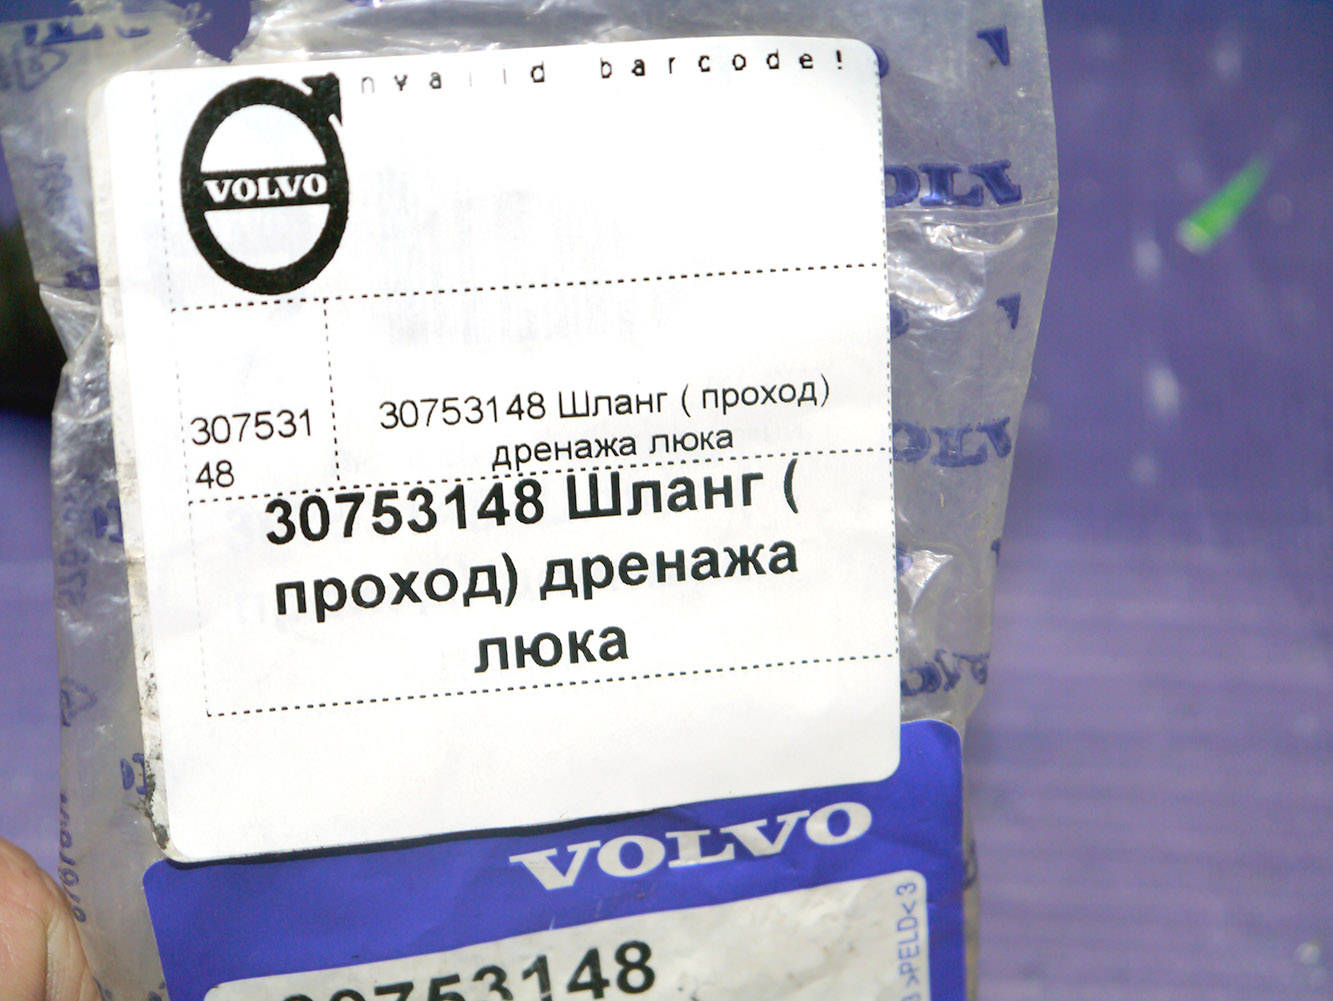 nvalid barcode!
VOLVO
307531
48
30753148 Шланг ( проход)
дренажа люка
30753148 Шланг (
проход) дренажа
люка
VOLVO
30753148
>PELD<3